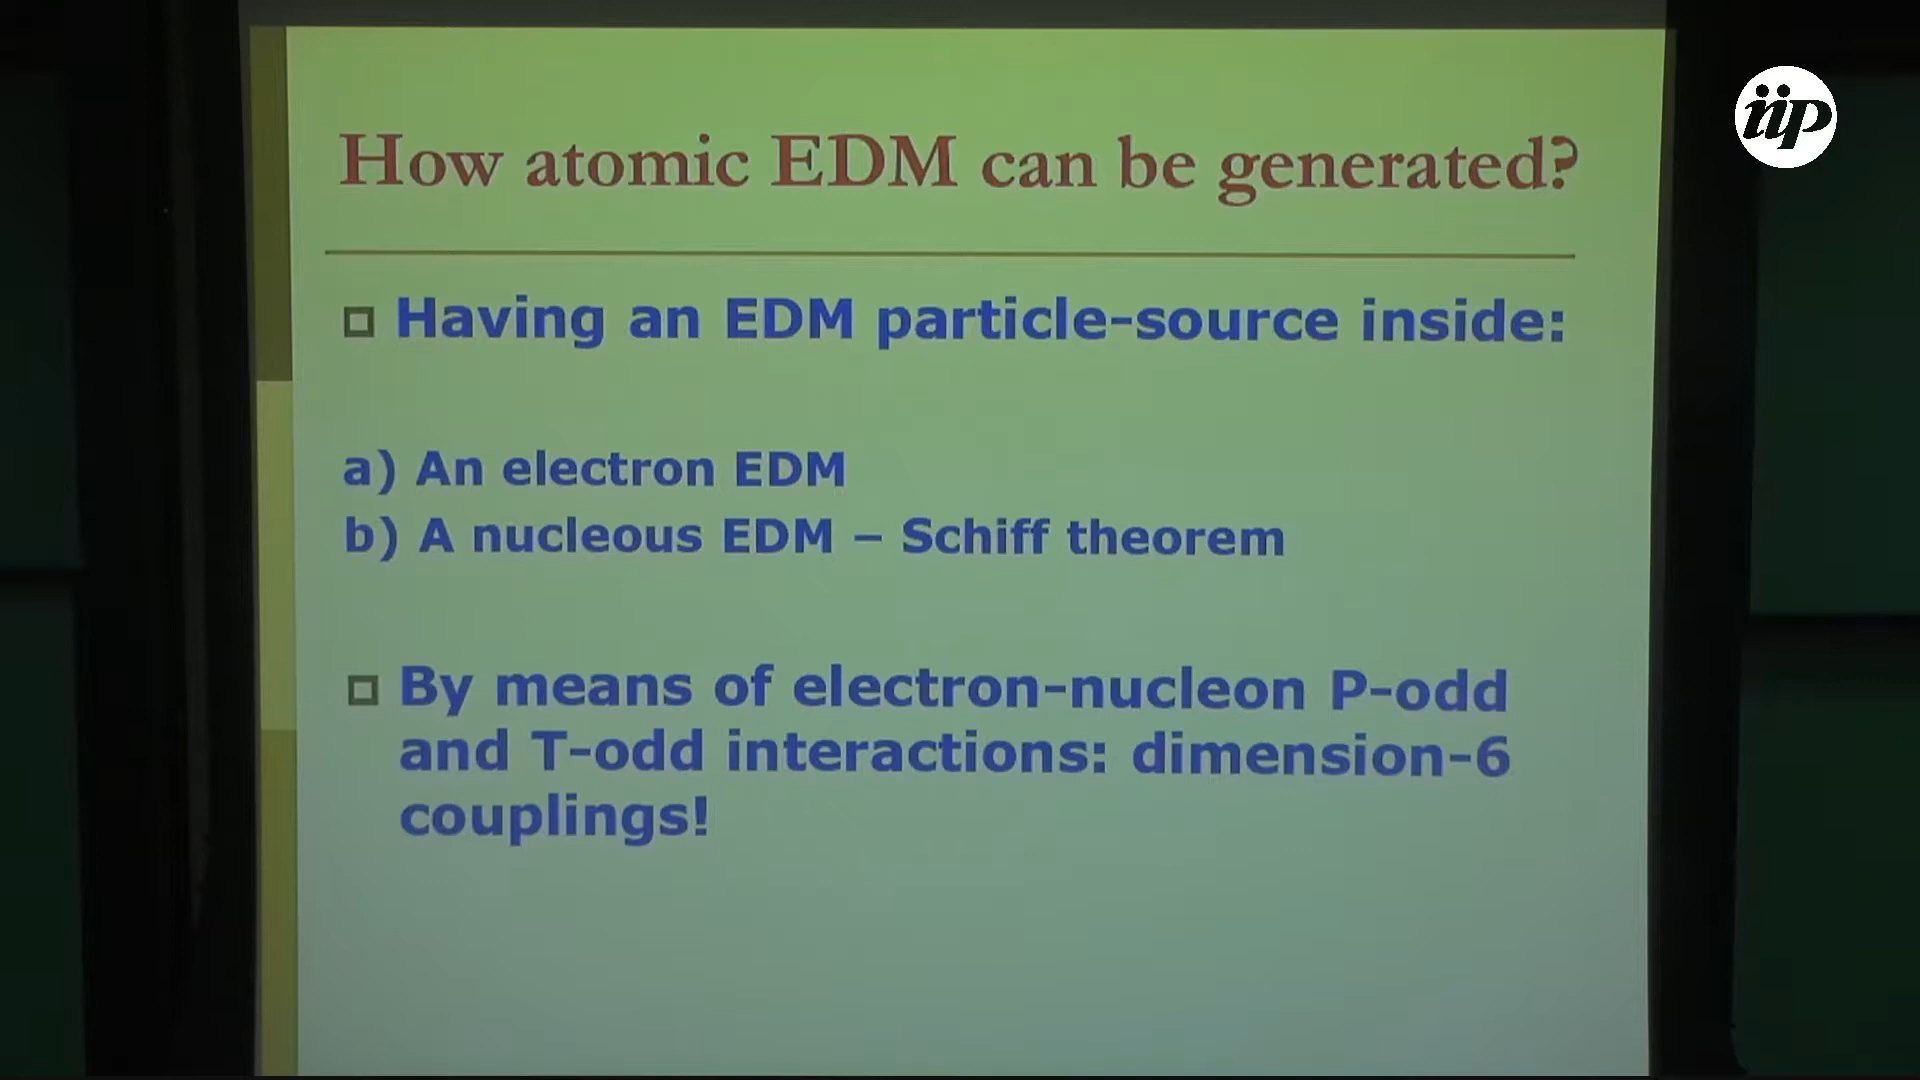 How atomic EDM can be generated?
Having an EDM particle-source inside:
a) An electron EDM
b) A nucleous EDM – Schiff theorem
By means of electron-nucleon P-odd
and T-odd interactions: dimension-6
couplings!
iip